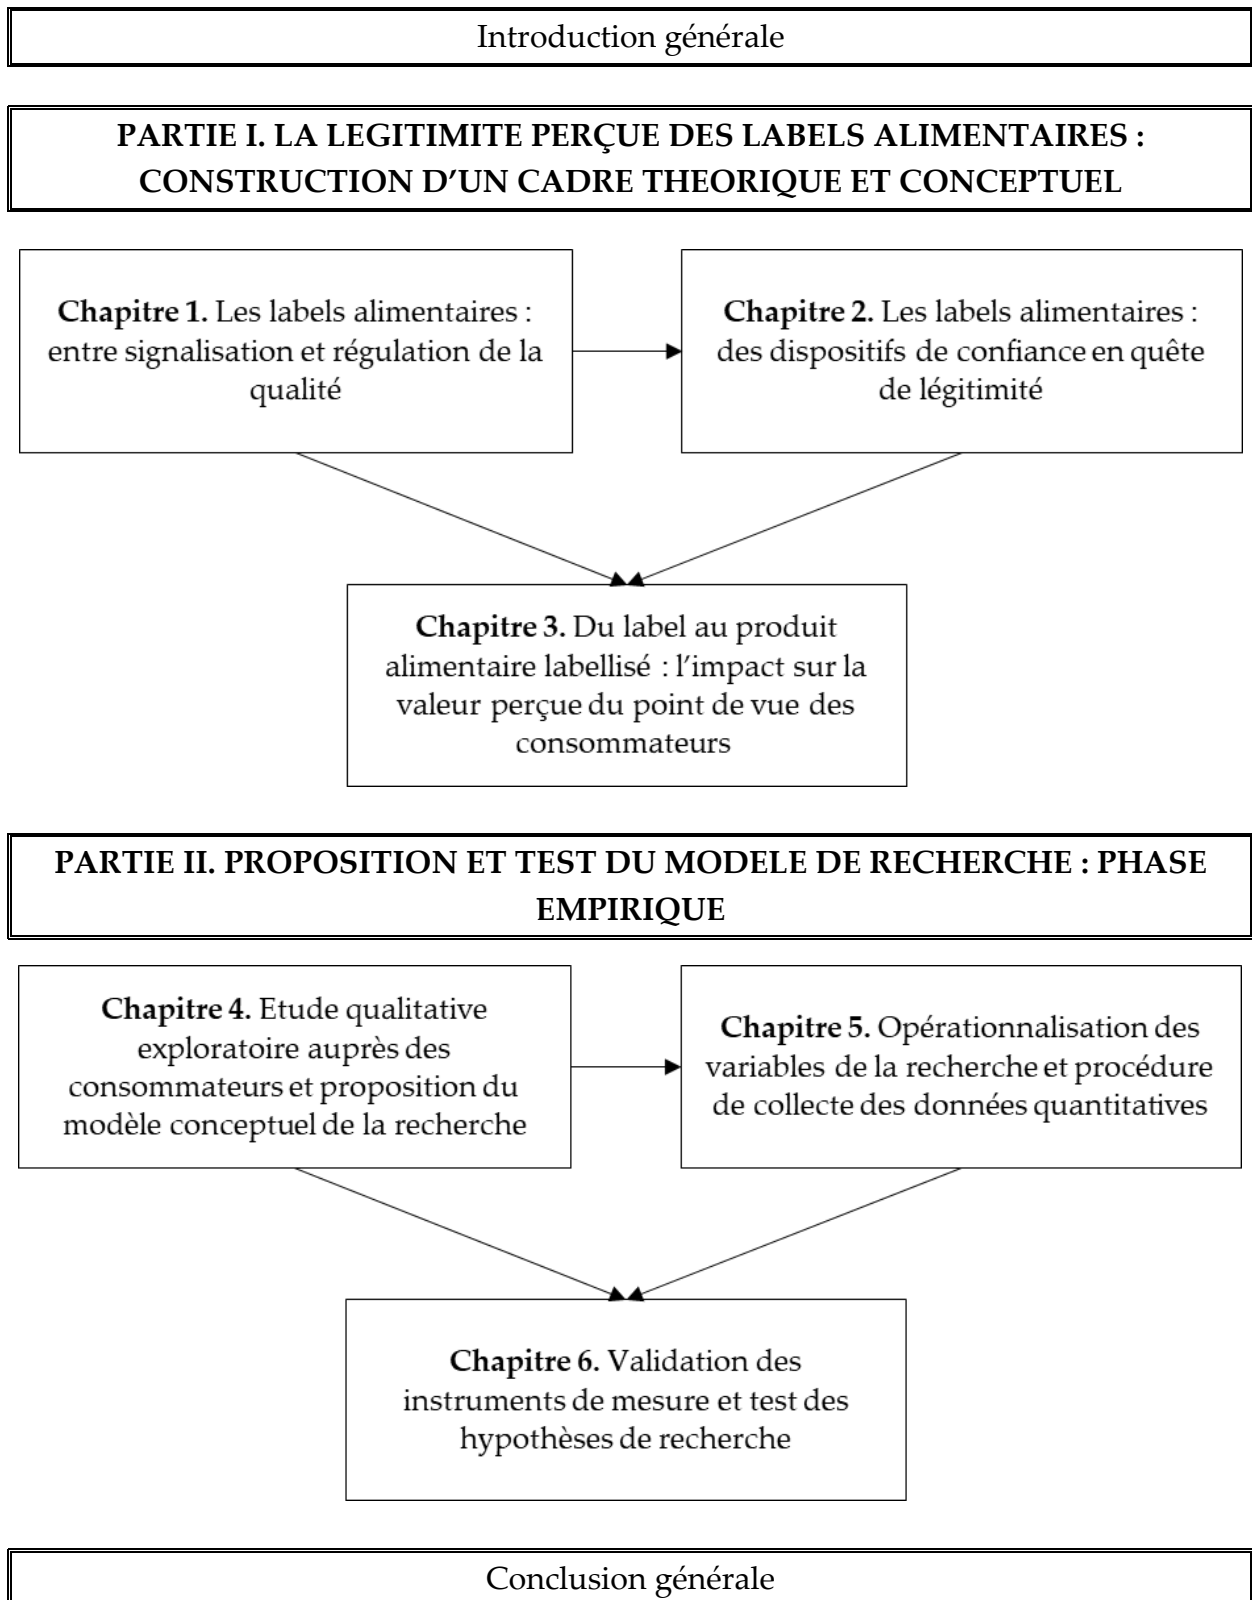 Introduction générale
PARTIE I. LA LEGITIMITE PERÇUE DES LABELS ALIMENTAIRES :
CONSTRUCTION D'UN CADRE THEORIQUE ET CONCEPTUEL
Chapitre 1. Les labels alimentaires :
entre signalisation et régulation de la
qualité
Chapitre 2. Les labels alimentaires :
des dispositifs de confiance en quête
de légitimité
Chapitre 3. Du label au produit
alimentaire labellisé : l'impact sur la
valeur perçue du point de vue des
consommateurs
PARTIE II. PROPOSITION ET TEST DU MODELE DE RECHERCHE : PHASE
EMPIRIQUE
Chapitre 4. Etude qualitative
exploratoire auprès des
consommateurs et proposition du
modèle conceptuel de la recherche
Chapitre 5. Opérationnalisation des
variables de la recherche et procédure
de collecte des données quantitatives
Chapitre 6. Validation des
instruments de mesure et test des
hypothèses de recherche
Conclusion générale